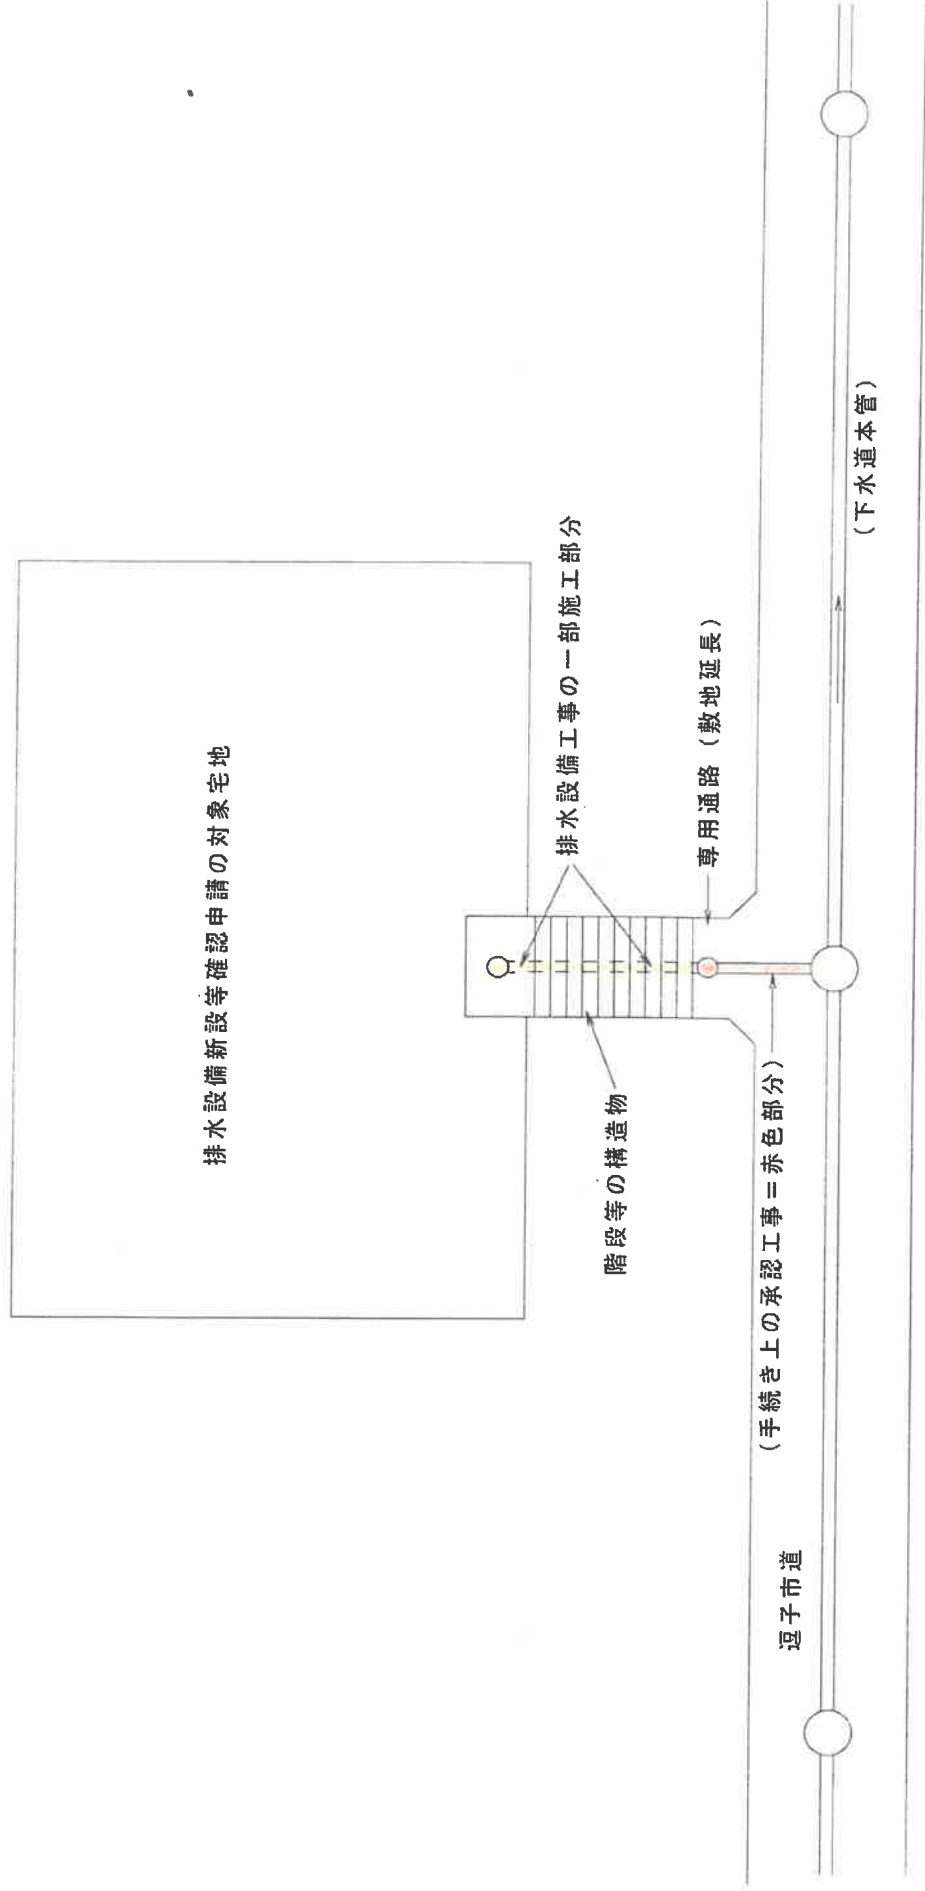 排水設備新設等確認申請の対象宅地
排水設備工事の一部施工部分
階段等の構造物
専用通路（敷地延長）
（手続き上の承認工事＝赤色部分）
逗子市道
（下水道本管）